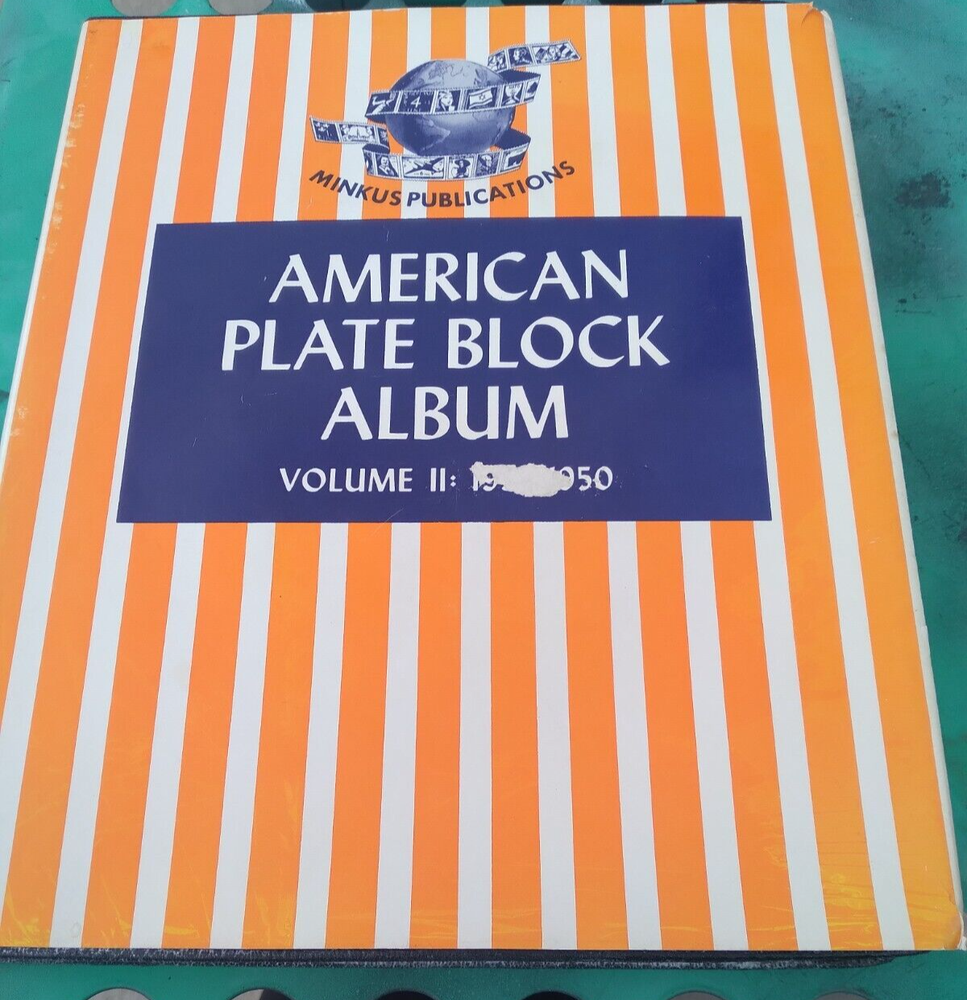 MINKUS PUBLICATIONS
AMERICAN
PLATE BLOCK
ALBUM
VOLUME II: